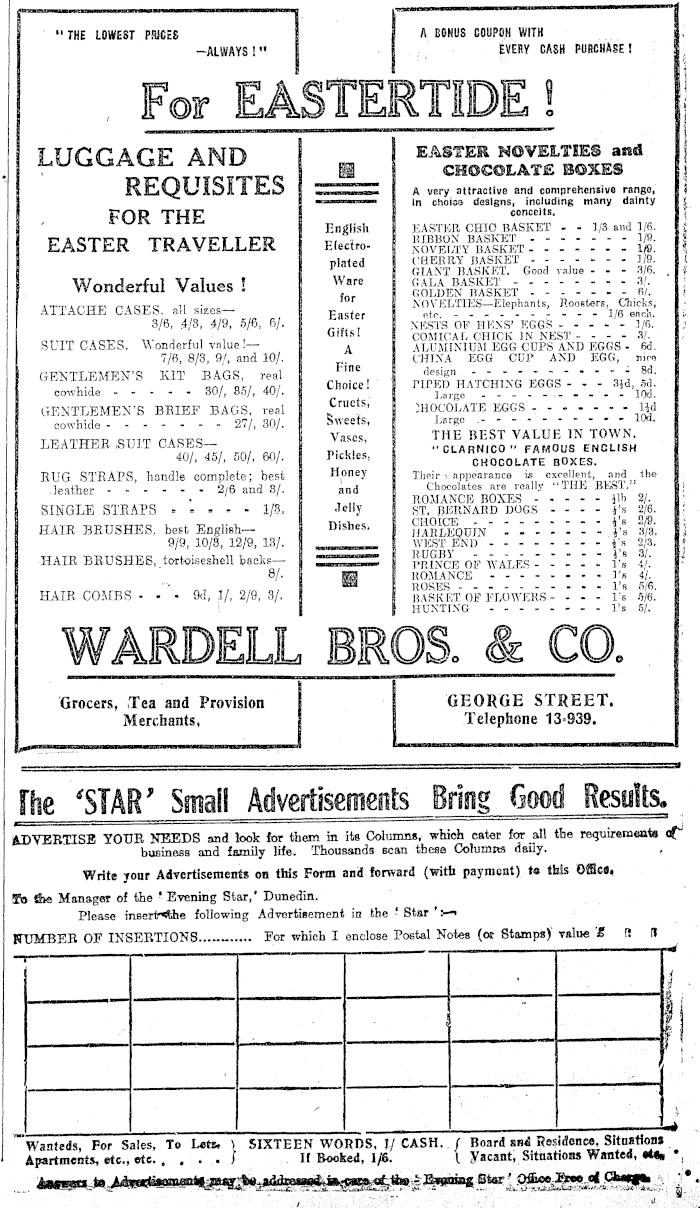 " THE LOWEST PRICES
—ALWAYS ! "
A BONUS COUPON WITH
EVERY CASH PURCHASE !
For EASTERTIDE !
LUGGAGE AND
REQUISITES
FOR THE
EASTER TRAVELLER
Wonderful Values !
ATTACHE CASES, all sizes—
3/6, 4/3, 4/9, 5/6, 6/.
SUIT CASES. Wonderful value!—
7/6, 8/3, 9/, and 10/.
GENTLEMEN'S KIT BAGS, real
cowhide - - - - - 30/, 35/, 40/.
GENTLEMEN'S BRIEF BAGS, real
cowhide - - - - - - 27/, 30/.
LEATHER SUIT CASES—
40/, 45/, 50/, 60/.
RUG STRAPS, handle complete; best
leather - - - - - - 2/6 and 3/.
SINGLE STRAPS - - - - - 1/3.
HAIR BRUSHES, best English—
9/9, 10/3, 12/9, 13/.
HAIR BRUSHES, tortoiseshell backs—
8/.
HAIR COMBS - - - 9d, 1/, 2/9, 3/.
English
Electro-
plated
Ware
for
Easter
Gifts!
A
Fine
Choice!
Cruets,
Sweets,
Vases,
Pickles,
Honey
and
Jelly
Dishes.
EASTER NOVELTIES and
CHOCOLATE BOXES
A very attractive and comprehensive range,
in choice designs, including many dainty
conceits.
EASTER CHIC BASKET - - 1/3 and 1/6.
RIBBON BASKET - - - - - - - 1/9.
NOVELTY BASKET - - - - - - - 1/9.
CHERRY BASKET - - - - - - - 1/9.
GIANT BASKET. Good value - - - 3/6.
GALA BASKET - - - - - - - - 3/.
GOLDEN BASKET - - - - - - - 6/.
NOVELTIES—Elephants, Roosters, Chicks,
etc. - - - - - - - - - 1/6 each.
NESTS OF HENS' EGGS - - - - - 1/6.
COMICAL CHICK IN NEST - - - - 3/.
ALUMINIUM EGG CUPS AND EGGS - 6d.
CHINA EGG CUP AND EGG, nice
design - - - - - - - - - - 8d.
PIPED HATCHING EGGS - - - 3½d, 5d.
Large - - - - - - - - - - 10d.
CHOCOLATE EGGS - - - - - - - 1½d
Large - - - - - - - - - - 10d.
THE BEST VALUE IN TOWN.
"CLARNICO" FAMOUS ENGLISH
CHOCOLATE BOXES.
Their appearance is excellent, and the
Chocolates are really "THE BEST."
ROMANCE BOXES - - - - - ½lb 2/.
ST. BERNARD DOGS - - - - ½'s 2/6
CHOICE - - - - - - - - ½'s 2/9.
HARLEQUIN - - - - - - - ½'s 3/3
WEST END - - - - - - - ½'s 2/3.
RUGBY - - - - - - - - ½'s 3/.
PRINCE OF WALES - - - - - 1's 4/.
ROMANCE - - - - - - - - 1's 4/.
ROSES - - - - - - - - - 1's 5/6.
BASKET OF FLOWERS - - - - 1's 5/6.
HUNTING - - - - - - - - 1's 5/.
WARDELL BROS. & CO.
Grocers, Tea and Provision
Merchants,
GEORGE STREET.
Telephone 13-939.
The 'STAR' Small Advertisements Bring Good Results.
ADVERTISE YOUR NEEDS and look for them in its Columns, which cater for all the requirements of
business and family life. Thousands scan these Columns daily.
Write your Advertisements on this Form and forward (with payment) to this Office.
To the Manager of the 'Evening Star,' Dunedin.
Please insert the following Advertisement in the 'Star':—
NUMBER OF INSERTIONS............ For which I enclose Postal Notes (or Stamps) value £
Wanteds, For Sales, To Lets,
Apartments, etc., etc. . . . .
SIXTEEN WORDS, 1/ CASH.
If Booked, 1/6.
Board and Residence, Situations
Vacant, Situations Wanted, etc.
Answers to Advertisements may be addressed in care of the 'Evening Star' Office Free of Charge.